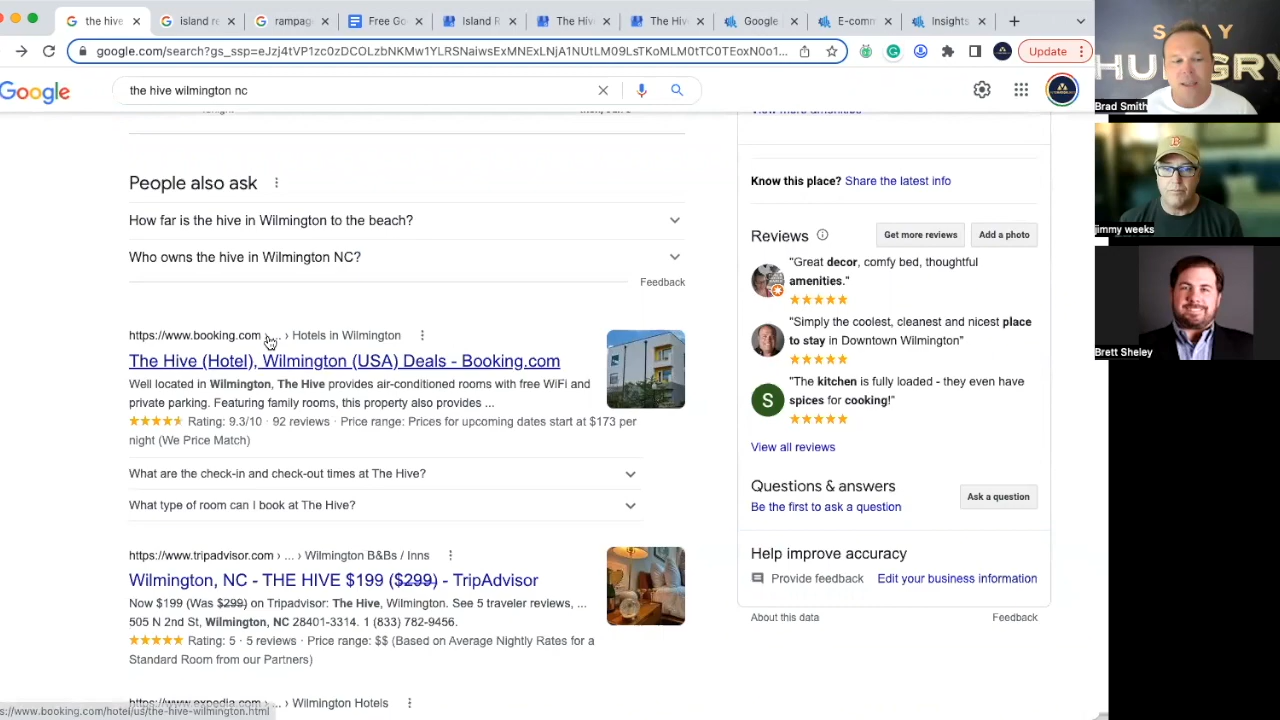 the hive
island re
rampag
Free Go
Island R
The Hiv
The Hiv
Google
E-comm
Insights
google.com/search?gs_ssp=eJzj4tVP1zc0zDCOLzbNKMw1YLRSNaiwsExMNExLNjA1NUtLM09LsTKoMLM0tTC0TEoxN0o1...
Update
Google
the hive wilmington nc
People also ask
How far is the hive in Wilmington to the beach?
Who owns the hive in Wilmington NC?
Feedback
https://www.booking.com › ... › Hotels in Wilmington
The Hive (Hotel), Wilmington (USA) Deals - Booking.com
Well located in Wilmington, The Hive provides air-conditioned rooms with free WiFi and
private parking. Featuring family rooms, this property also provides ...
Rating: 9.3/10 · 92 reviews · Price range: Prices for upcoming dates start at $173 per
night (We Price Match)
What are the check-in and check-out times at The Hive?
What type of room can I book at The Hive?
https://www.tripadvisor.com › ... › Wilmington B&Bs / Inns
Wilmington, NC - THE HIVE $199 ($299) - TripAdvisor
Now $199 (Was $299) on Tripadvisor: The Hive, Wilmington. See 5 traveler reviews, ...
505 N 2nd St, Wilmington, NC 28401-3314. 1 (833) 782-9456.
Rating: 5 · 5 reviews · Price range: $$ (Based on Average Nightly Rates for a
Standard Room from our Partners)
https://www.expedia.com › ... › Wilmington Hotels
s://www.booking.com/hotel/us/the-hive-wilmington.html
Know this place? Share the latest info
Reviews
Get more reviews
Add a photo
"Great decor, comfy bed, thoughtful
amenities."
"Simply the coolest, cleanest and nicest place
to stay in Downtown Wilmington"
S
"The kitchen is fully loaded - they even have
spices for cooking!"
View all reviews
Questions & answers
Be the first to ask a question
Ask a question
Help improve accuracy
Provide feedback
Edit your business information
About this data
Feedback
STAY
HUNGRY
Brad Smith
B
jimmy weeks
Brett Sheley